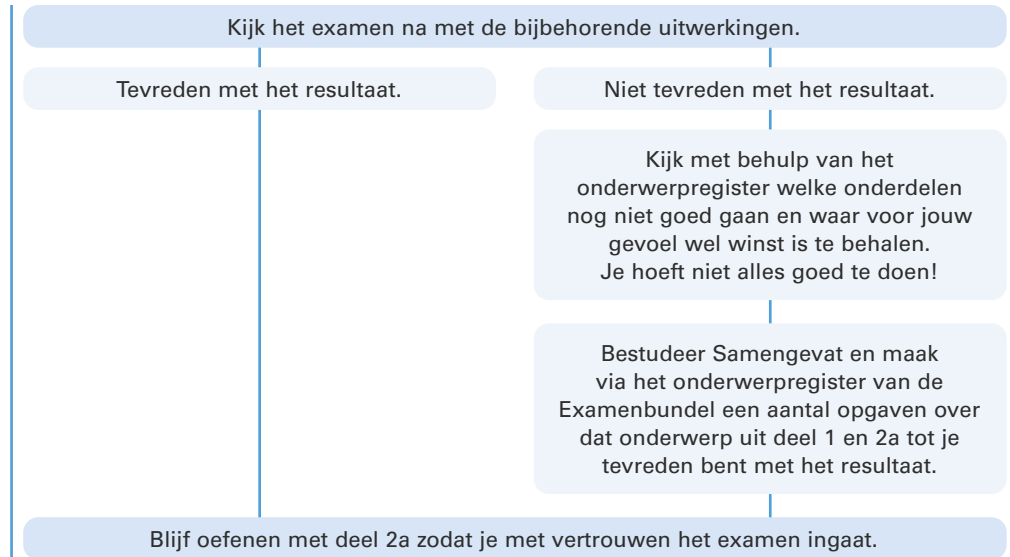 Kijk het examen na met de bijbehorende uitwerkingen.
Tevreden met het resultaat.
Niet tevreden met het resultaat.
Kijk met behulp van het
onderwerpregister welke onderdelen
nog niet goed gaan en waar voor jouw
gevoel wel winst is te behalen.
Je hoeft niet alles goed te doen!
Bestudeer Samengevat en maak
via het onderwerpregister van de
Examenbundel een aantal opgaven over
dat onderwerp uit deel 1 en 2a tot je
tevreden bent met het resultaat.
Blijf oefenen met deel 2a zodat je met vertrouwen het examen ingaat.